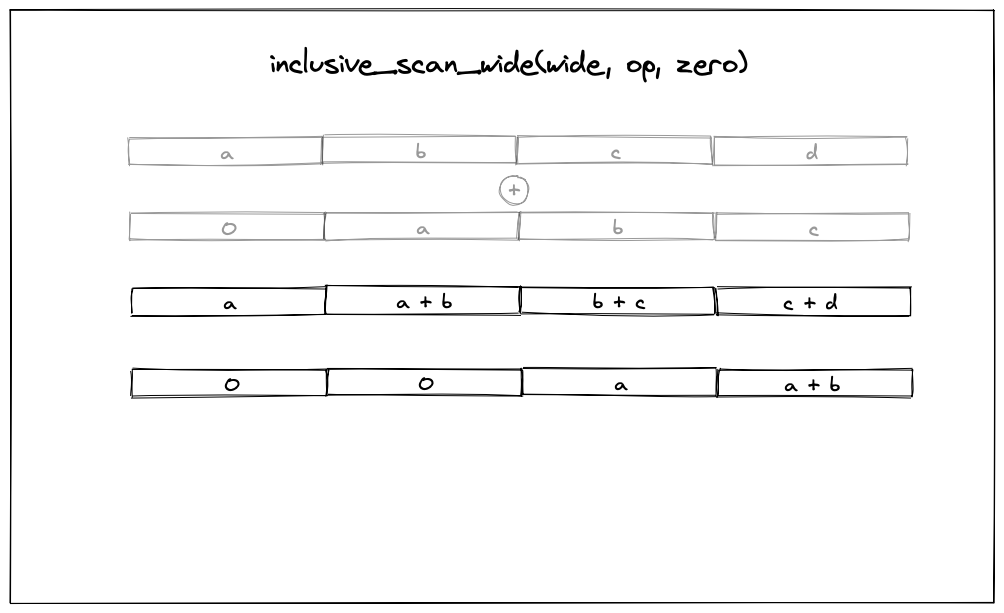 inclusive_scan_wide(wide, op, zero)
a b c d
+
0 a b c
a a + b b + c c + d
0 0 a a + b